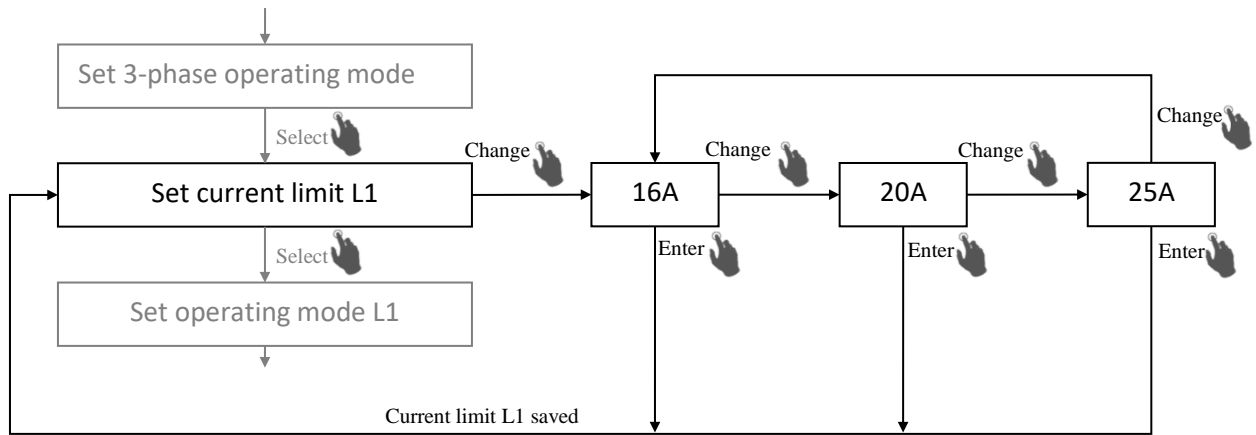 Set 3-phase operating mode
Select
Change
Change
Change
Change
Set current limit L1
16A
20A
25A
Select
Enter
Enter
Enter
Set operating mode L1
Current limit L1 saved